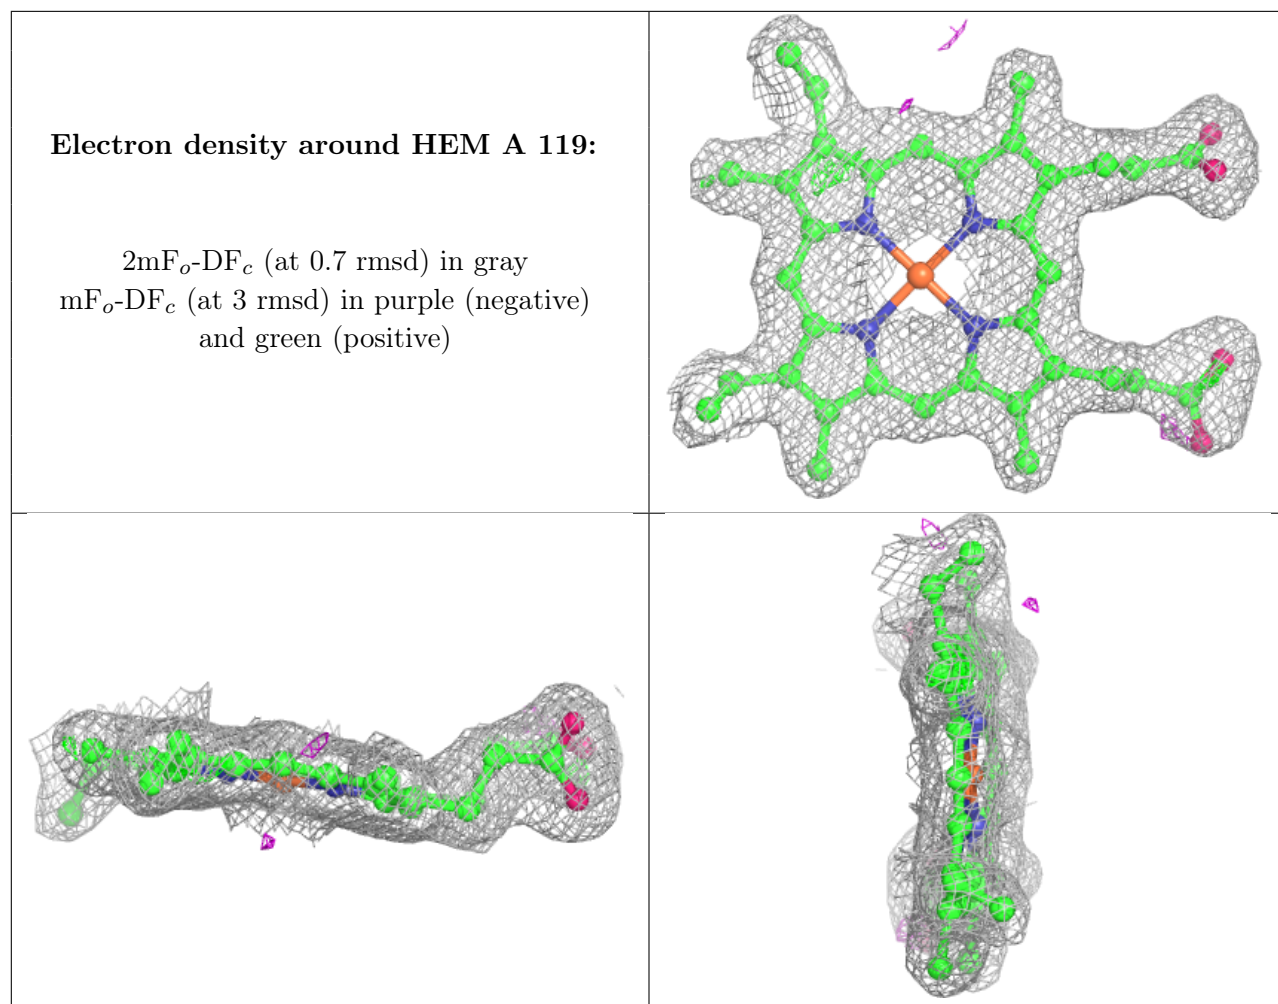 Electron density around HEM A 119:
2mFo-DFc (at 0.7 rmsd) in gray
mFo-DFc (at 3 rmsd) in purple (negative)
and green (positive)